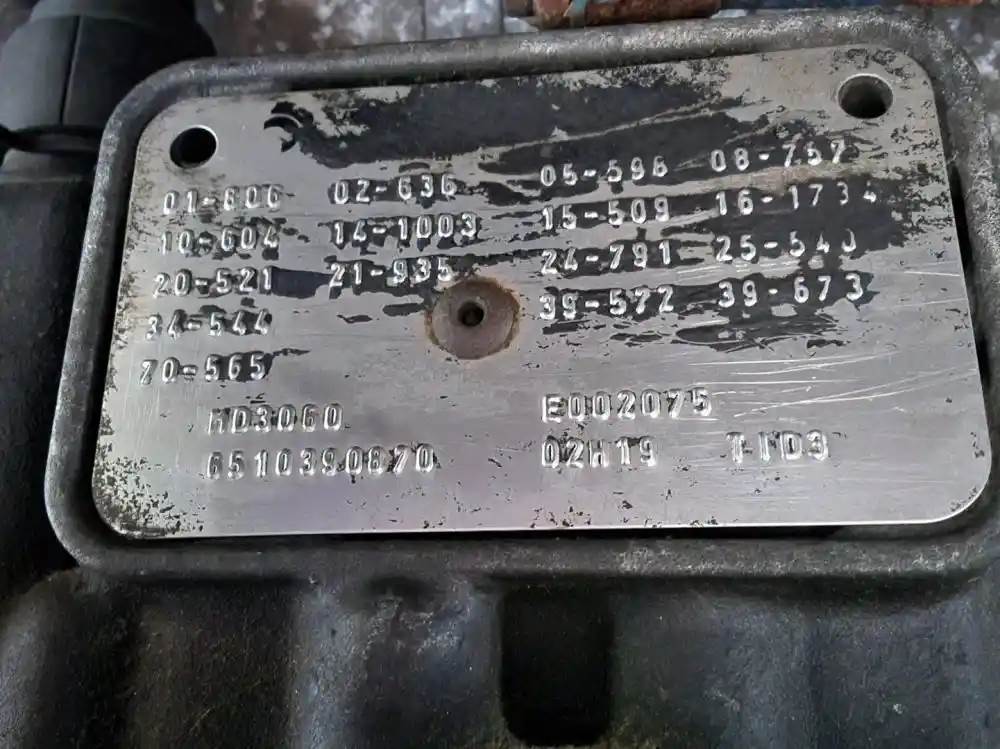 01-606 02-636 05-596 08-757
10-604 14-1003 15-509 16-1734
20-521 21-935 24-791 25-540
34-544 39-572 39-673
70-565
MD3060 E002075
6510390870 02H19 TID3